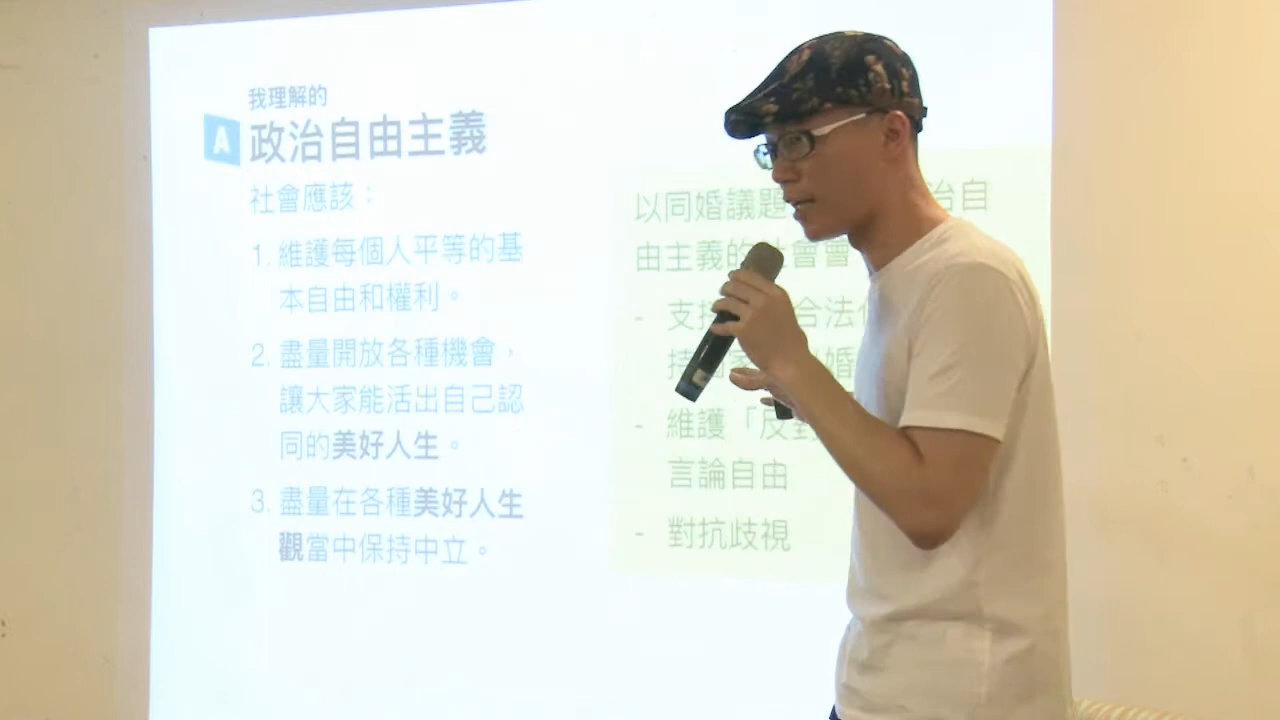 我理解的
A 政治自由主義
社會應該：
1. 維護每個人平等的基
本自由和權利。
2. 盡量開放各種機會，
讓大家能活出自己認
同的美好人生。
3. 盡量在各種美好人生
觀當中保持中立。
以同婚議題 治自
由主義的社會會
- 支持 合法化
婚
- 維護「反對
言論自由
- 對抗歧視